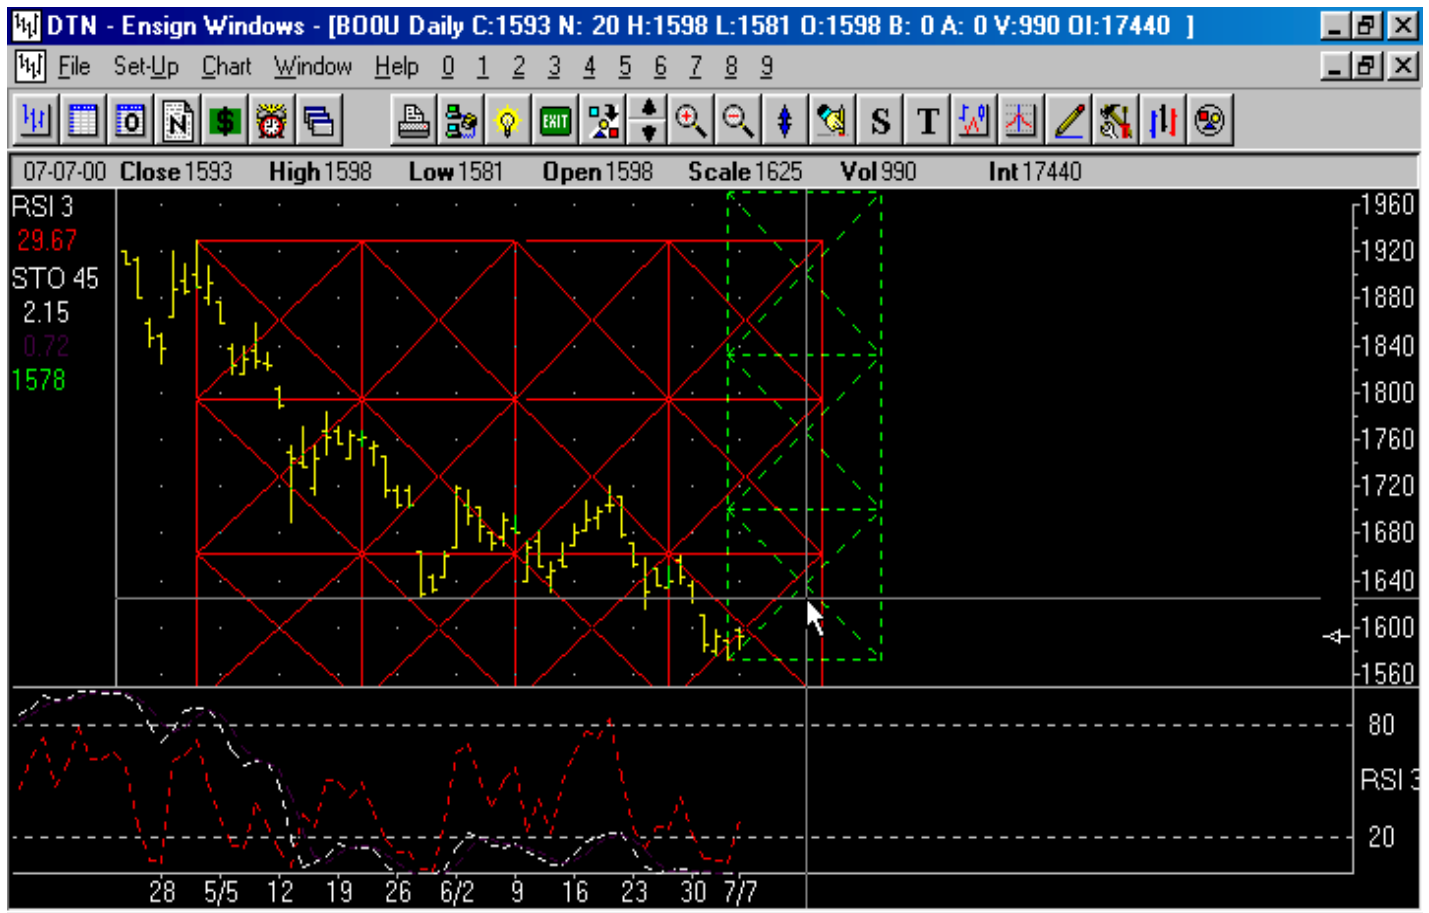 DTN - Ensign Windows - [BO0U Daily C:1593 N: 20 H:1598 L:1581 O:1598 B: 0 A: 0 V:990 OI:17440 ]
File Set-Up Chart Window Help 0 1 2 3 4 5 6 7 8 9
O N $ EXIT S T
07-07-00 Close 1593 High 1598 Low 1581 Open 1598 Scale 1625 Vol 990 Int 17440
RSI 3
29.67
STO 45
2.15
0.72
1578
1960
1920
1880
1840
1800
1760
1720
1680
1640
1600
1560
80
RSI 3
20
28 5/5 12 19 26 6/2 9 16 23 30 7/7